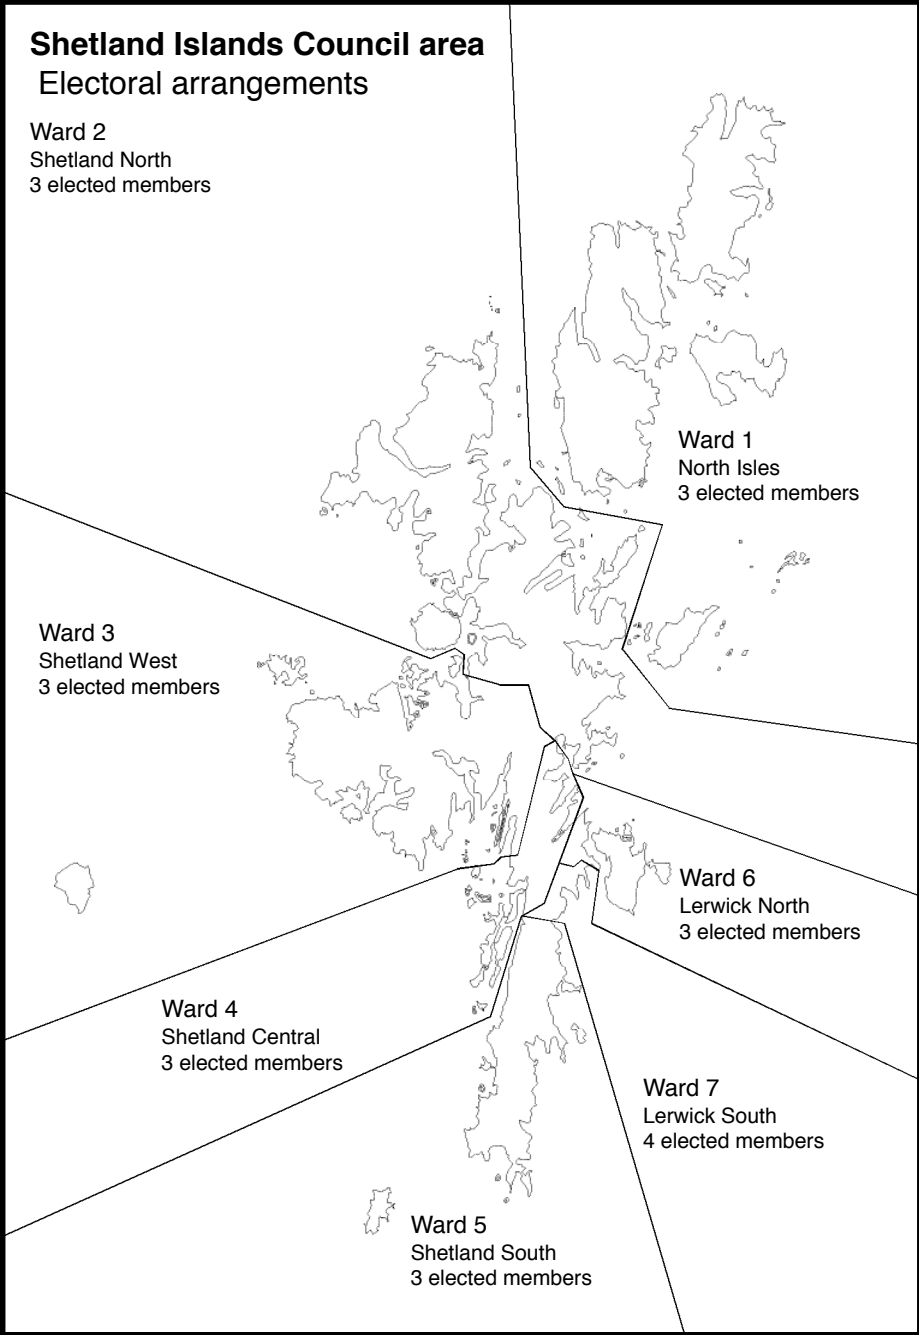 Shetland Islands Council area
Electoral arrangements
Ward 2
Shetland North
3 elected members
Ward 1
North Isles
3 elected members
Ward 3
Shetland West
3 elected members
Ward 6
Lerwick North
3 elected members
Ward 4
Shetland Central
3 elected members
Ward 7
Lerwick South
4 elected members
Ward 5
Shetland South
3 elected members